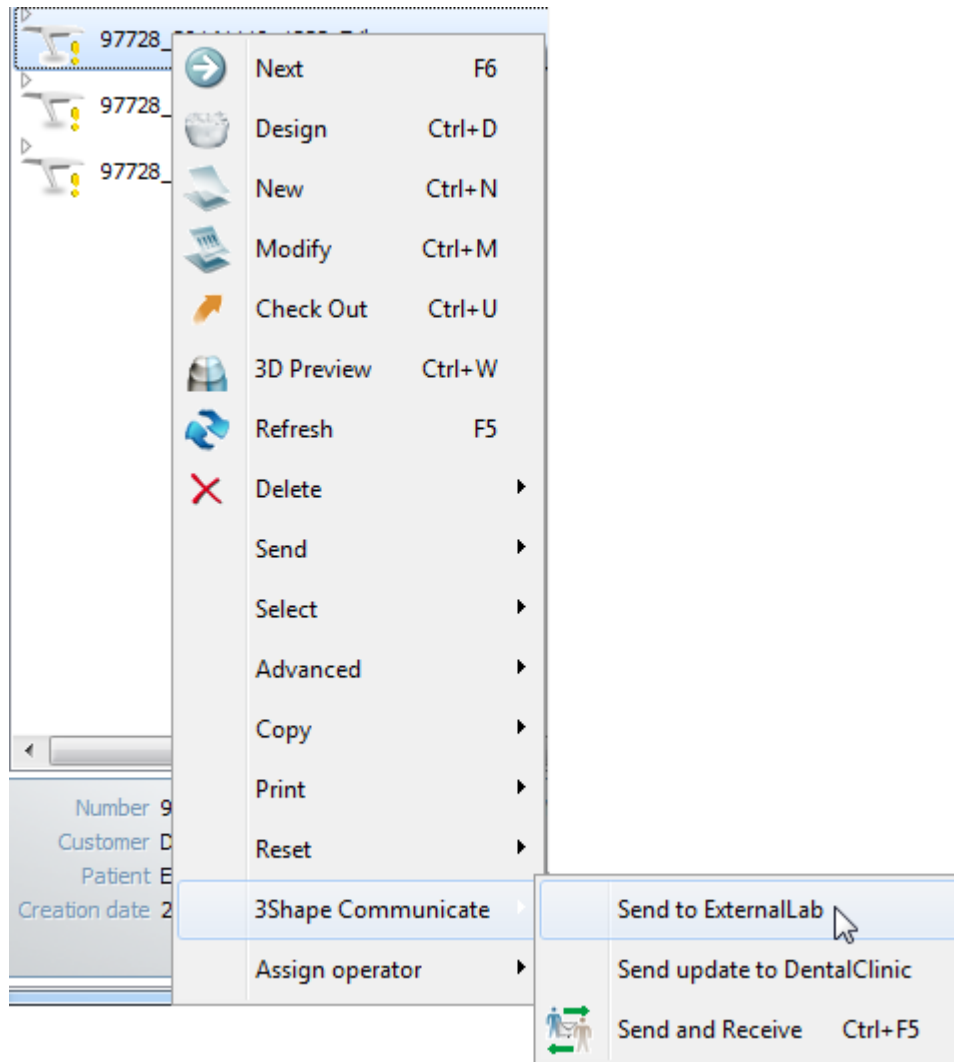 97728_
Next F6
97728_
Design Ctrl+D
97728_
New Ctrl+N
Modify Ctrl+M
Check Out Ctrl+U
3D Preview Ctrl+W
Refresh F5
Delete
Send
Select
Advanced
Copy
Print
Number 9
Customer D
Reset
Patient E
Creation date 2
3Shape Communicate
Send to ExternalLab
Assign operator
Send update to DentalClinic
Send and Receive Ctrl+F5